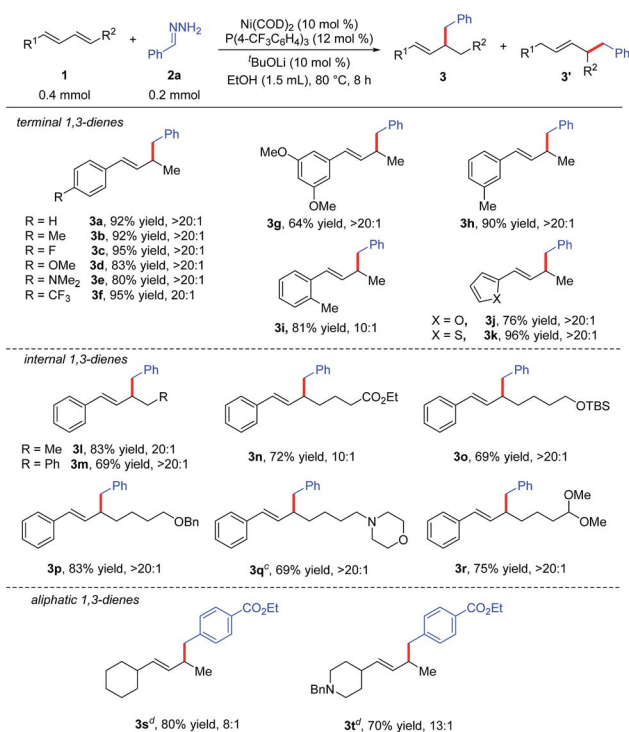 R¹ R² + NNH₂ Ph
1 2a
0.4 mmol 0.2 mmol
Ni(COD)₂ (10 mol %)
P(4-CF₃C₆H₄)₃ (12 mol %)
ᵗBuOLi (10 mol %)
EtOH (1.5 mL), 80 °C, 8 h
Ph R¹ R² + R¹ Ph R²
3 3'
terminal 1,3-dienes
Ph
Me
R
R = H 3a, 92% yield, >20:1
R = Me 3b, 92% yield, >20:1
R = F 3c, 95% yield, >20:1
R = OMe 3d, 83% yield, >20:1
R = NMe₂ 3e, 80% yield, >20:1
R = CF₃ 3f, 95% yield, 20:1
Ph
MeO
Me
OMe
3g, 64% yield, >20:1
Ph
Me
Me
3h, 90% yield, >20:1
Ph
Me
Me
3i, 81% yield, 10:1
Ph
Me
X
X = O, 3j, 76% yield, >20:1
X = S, 3k, 96% yield, >20:1
internal 1,3-dienes
Ph
R
R = Me 3l, 83% yield, 20:1
R = Ph 3m, 69% yield, >20:1
Ph
CO₂Et
3n, 72% yield, 10:1
Ph
OTBS
3o, 69% yield, >20:1
Ph
OBn
3p, 83% yield, >20:1
Ph
N
O
3qᶜ, 69% yield, >20:1
Ph
OMe
OMe
3r, 75% yield, >20:1
aliphatic 1,3-dienes
CO₂Et
Me
3sᵈ, 80% yield, 8:1
CO₂Et
Me
BnN
3tᵈ, 70% yield, 13:1